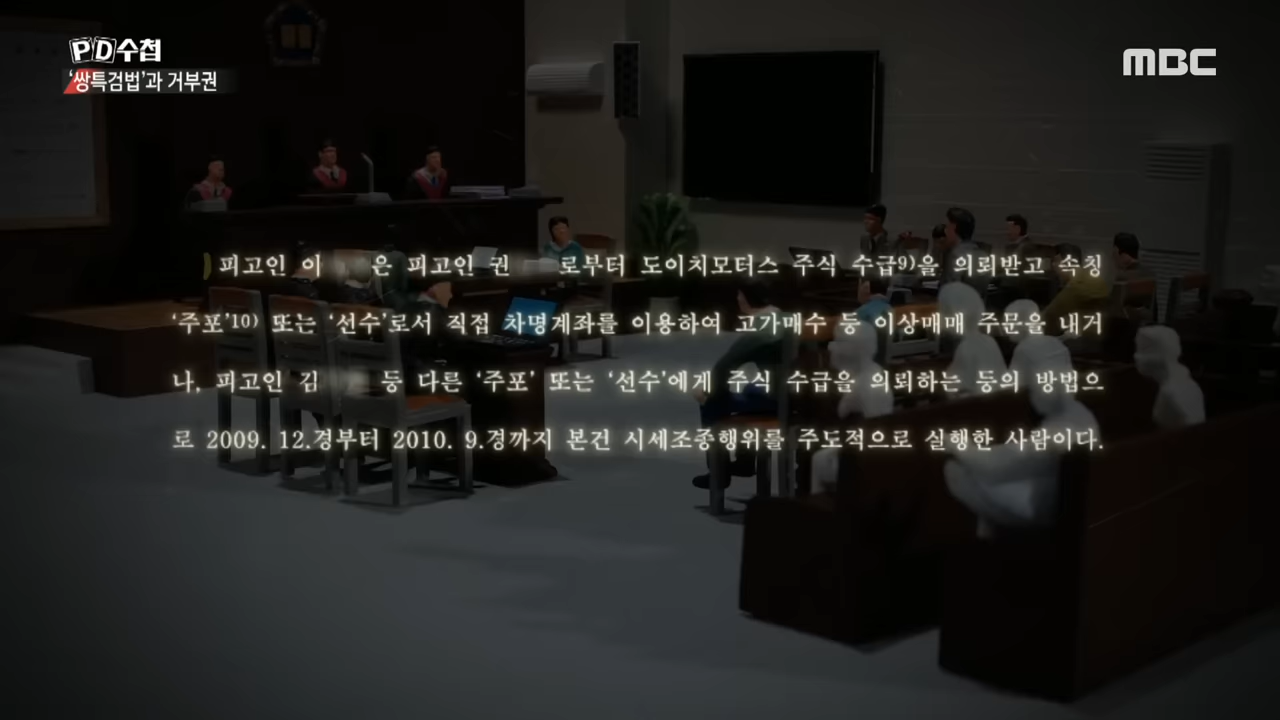 PD수첩
'쌍특검법'과 거부권
MBC
피고인 이 은 피고인 권 로부터 도이치모터스 주식 수급9)을 의뢰받고 속칭
'주포'10) 또는 '선수'로서 직접 차명계좌를 이용하여 고가매수 등 이상매매 주문을 내거
나, 피고인 김 등 다른 '주포' 또는 '선수'에게 주식 수급을 의뢰하는 등의 방법으
로 2009. 12.경부터 2010. 9.경까지 본건 시세조종행위를 주도적으로 실행한 사람이다.